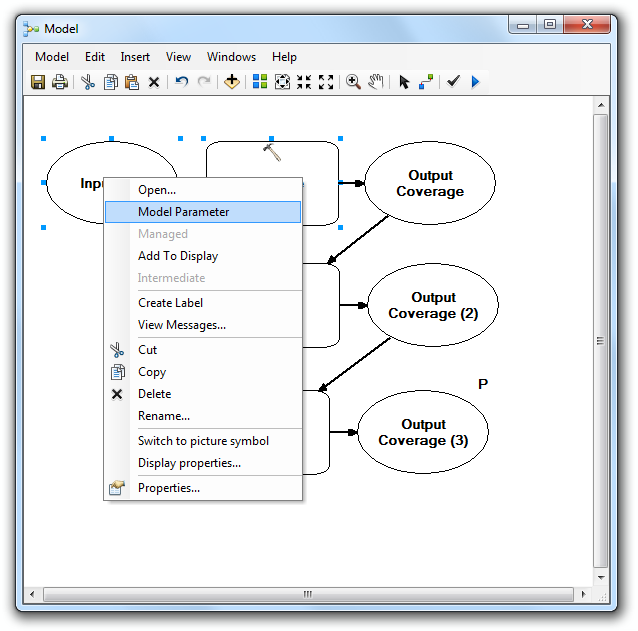 Model
Model Edit Insert View Windows Help
Output
Coverage
Open...
Model Parameter
Managed
Add To Display
Intermediate
Create Label
View Messages...
Cut
Copy
Delete
Rename...
Switch to picture symbol
Display properties...
Properties...
Output
Coverage (2)
P
Output
Coverage (3)